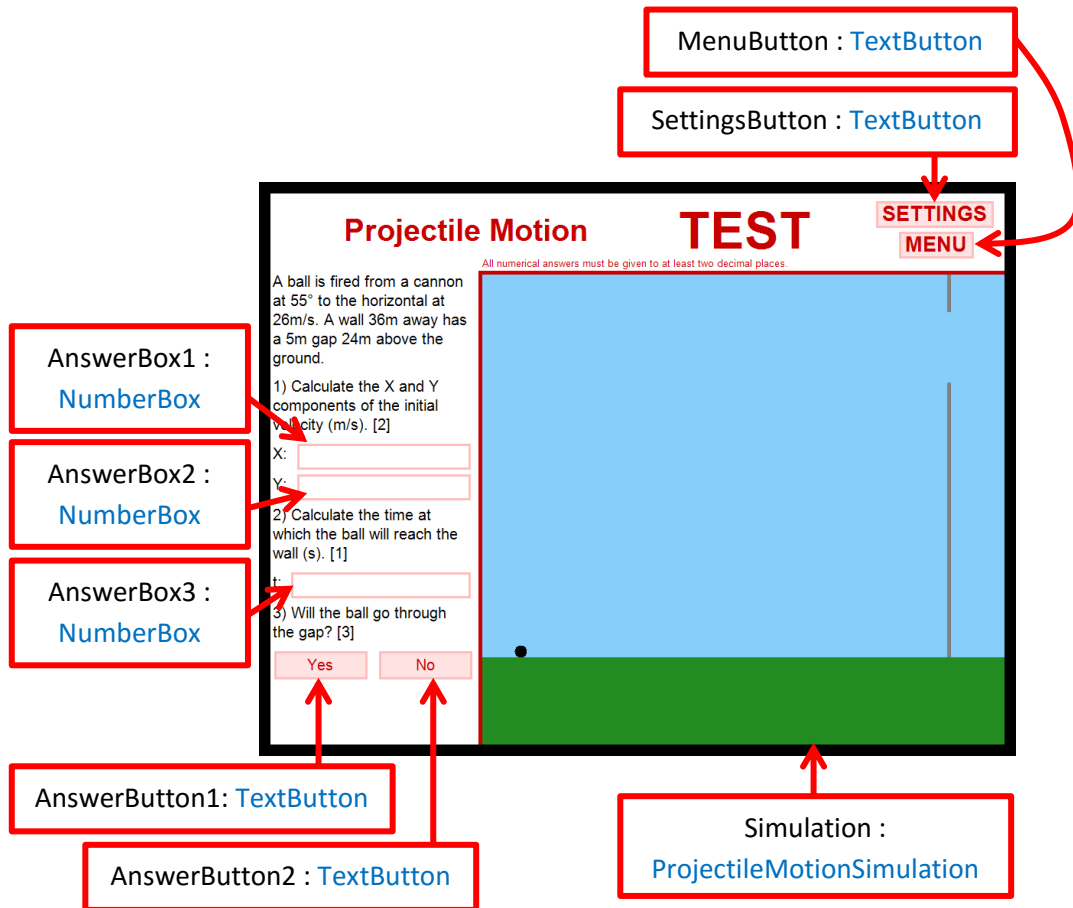 MenuButton : TextButton
SettingsButton : TextButton
SETTINGS
Projectile Motion
TEST
MENU
All numerical answers must be given to at least two decimal places.
A ball is fired from a cannon
at 55° to the horizontal at
26m/s. A wall 36m away has
a 5m gap 24m above the
ground.
1) Calculate the X and Y
components of the initial
velocity (m/s). [2]
X:
Y:
2) Calculate the time at
which the ball will reach the
wall (s). [1]
t:
3) Will the ball go through
the gap? [3]
Yes
No
AnswerBox1 :
NumberBox
AnswerBox2 :
NumberBox
AnswerBox3 :
NumberBox
AnswerButton1: TextButton
AnswerButton2 : TextButton
Simulation :
ProjectileMotionSimulation